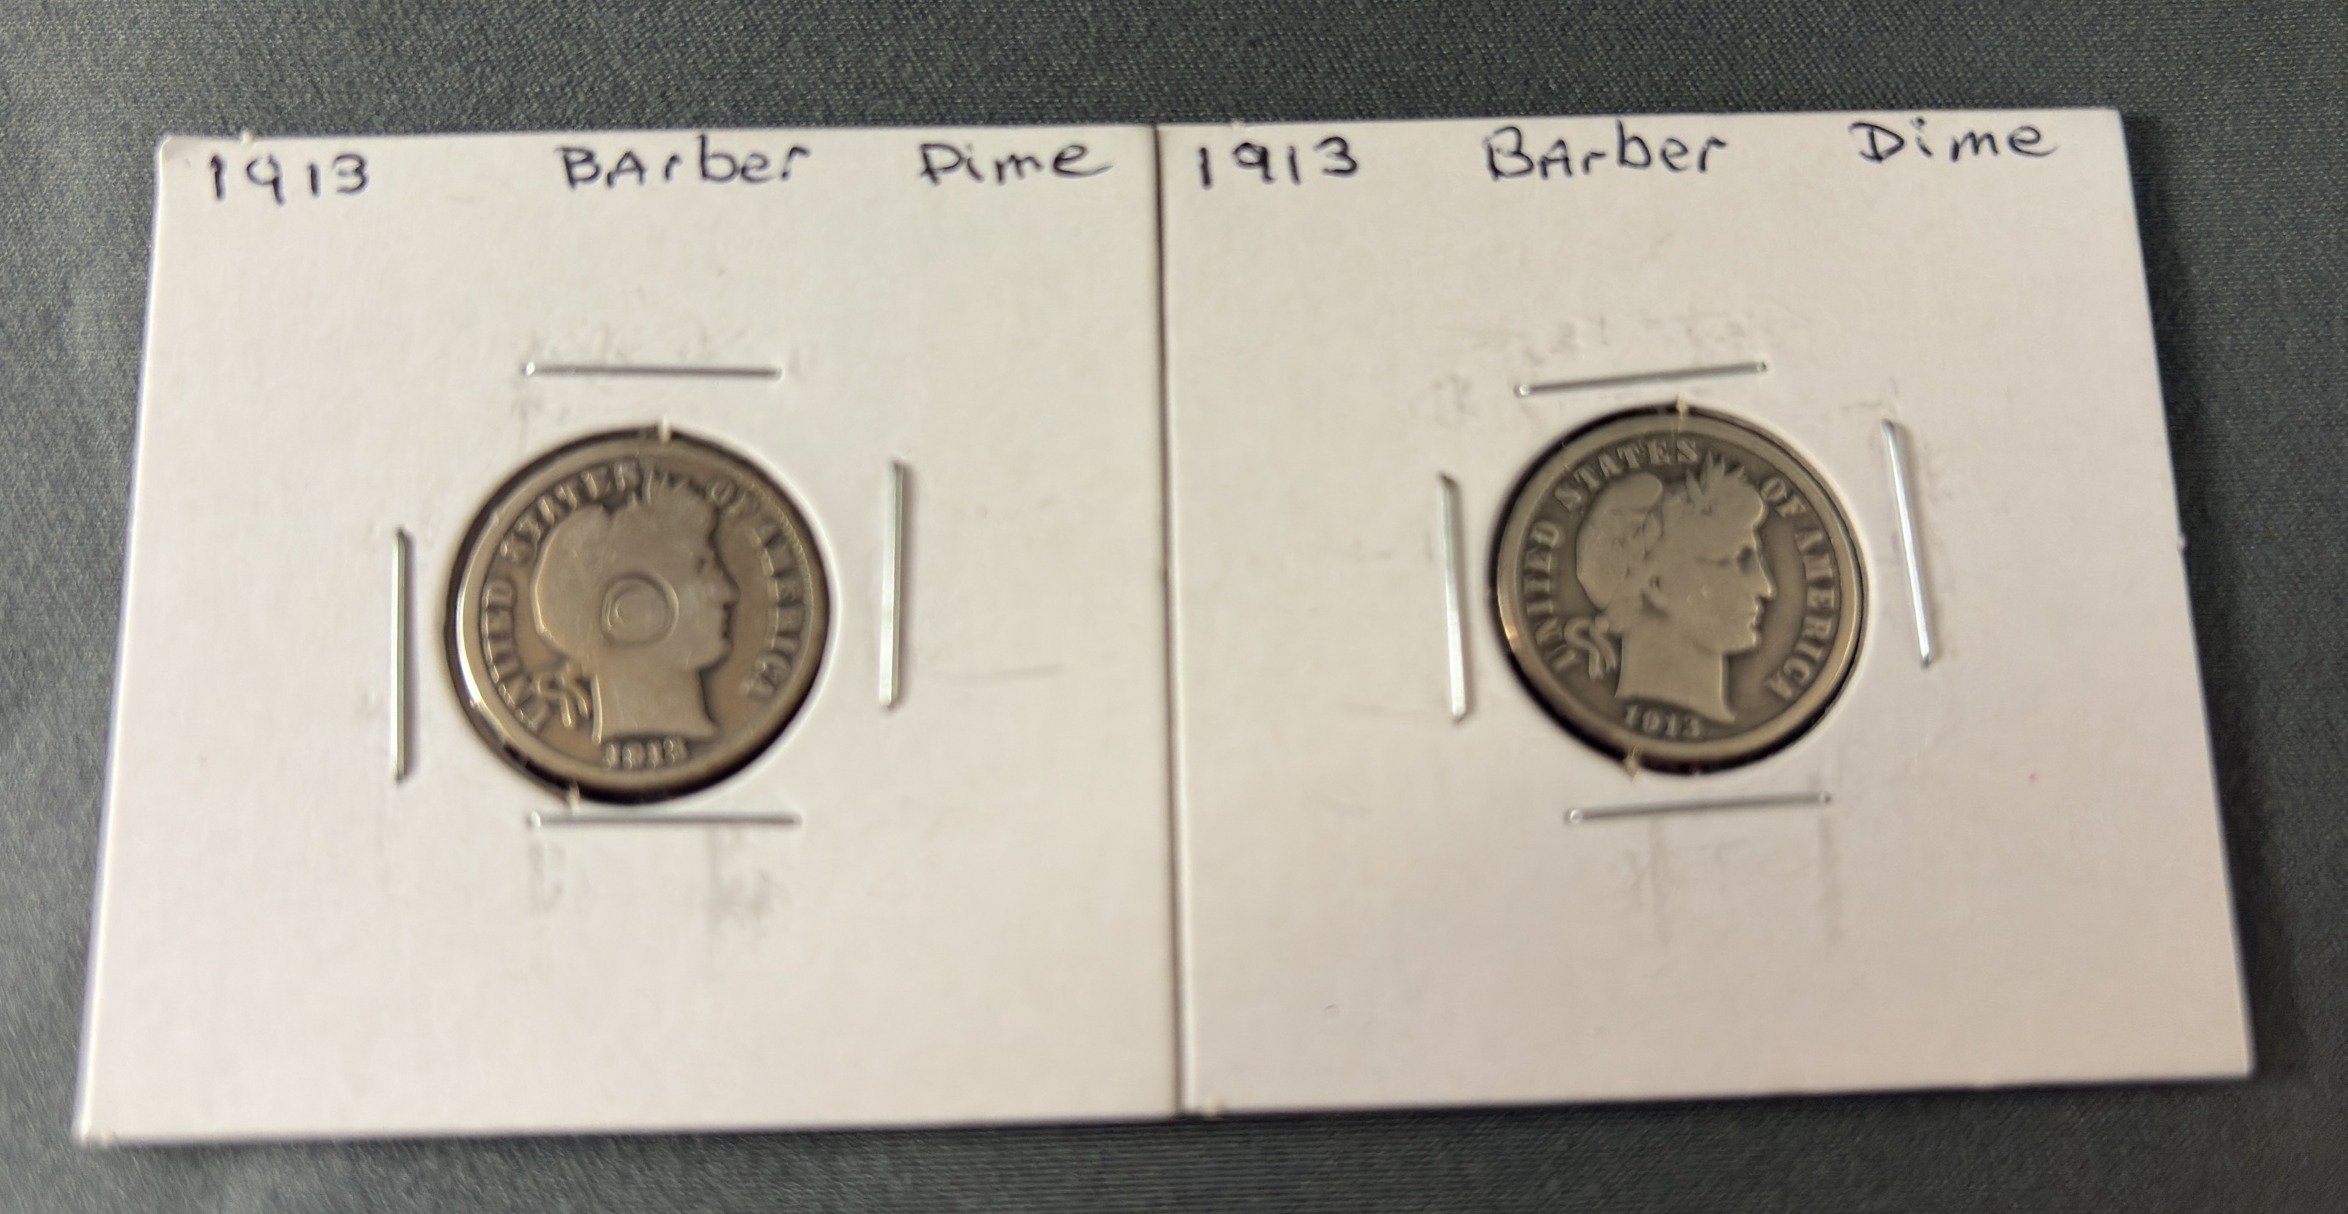 1913 BArber Dime
1913 BArber Dime
UNITED STATES OF AMERICA
1913
UNITED STATES OF AMERICA
1913